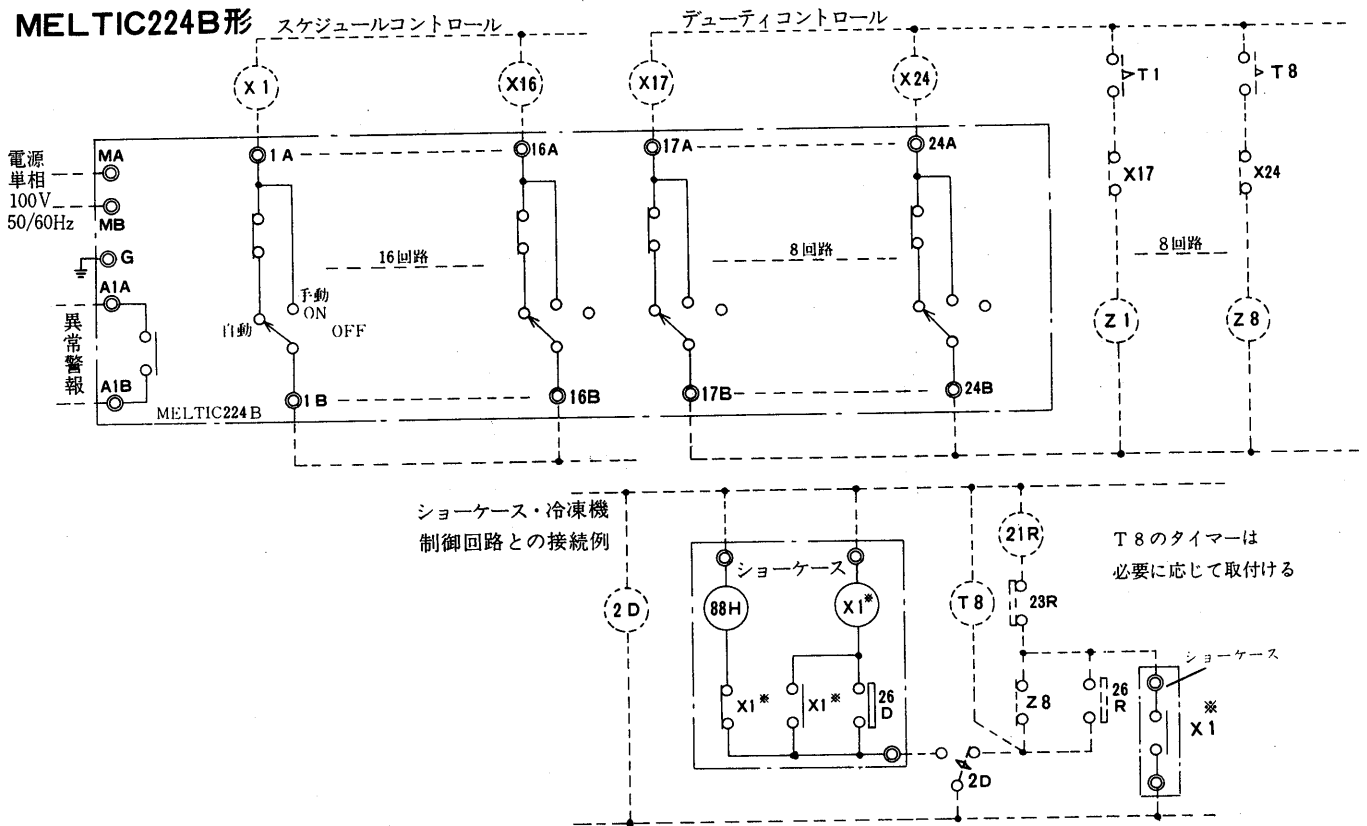 MELTIC224B形
スケジュールコントロール
デューティコントロール
X1
X16
X17
X24
T1
T8
電源
単相
100V
50/60Hz
MA
MB
G
A1A
A1B
異常警報
1A
16A
17A
24A
X17
X24
16回路
8回路
8回路
自動
手動
ON
OFF
Z1
Z8
1B
16B
17B
24B
MELTIC224B
ショーケース・冷凍機
制御回路との接続例
ショーケース
21R
T8のタイマーは
必要に応じて取付ける
2D
88H
X1※
T8
23R
ショーケース
X1※
X1※
26
D
Z8
26
R
※
X1
2D